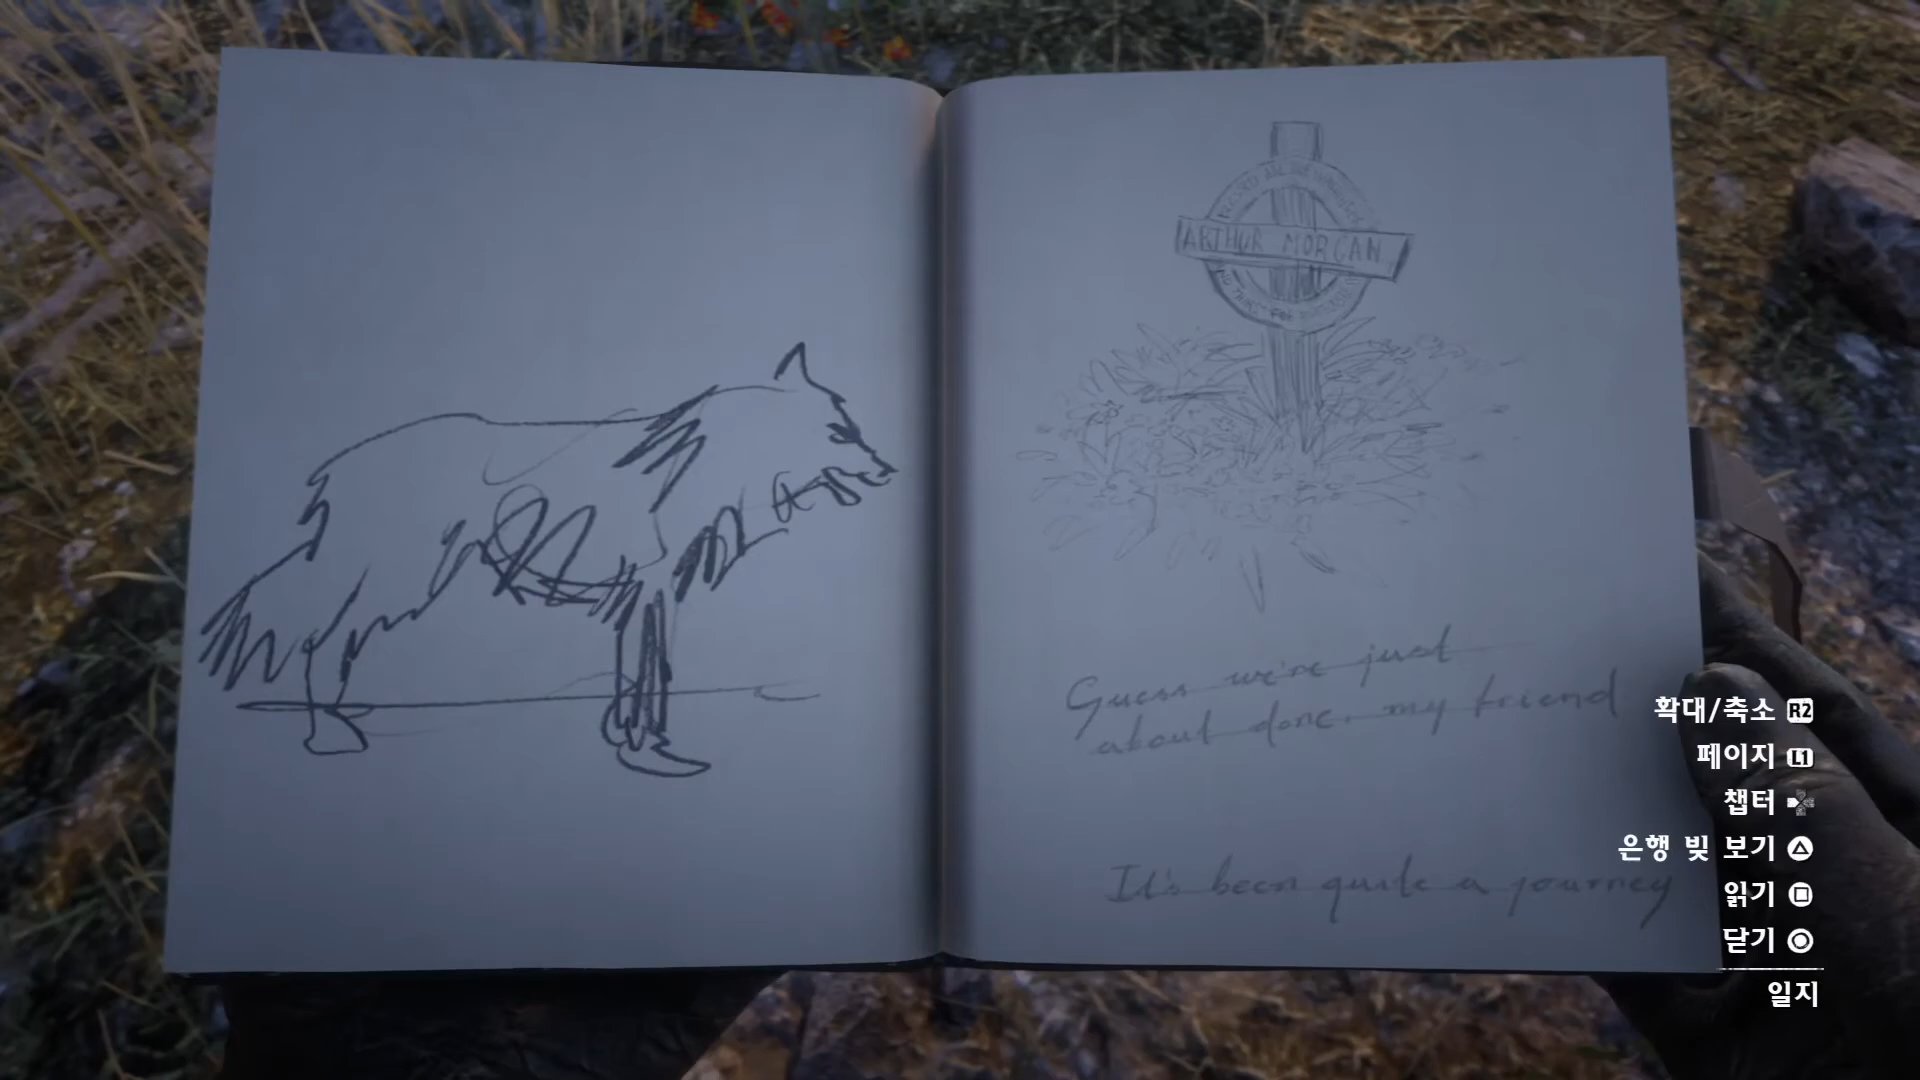 ARTHUR MORGAN
Guess we're just
about done, my friend
It's been quite a journey
확대/축소 R2
페이지 L1
챕터
은행 빚 보기
읽기
닫기
일지